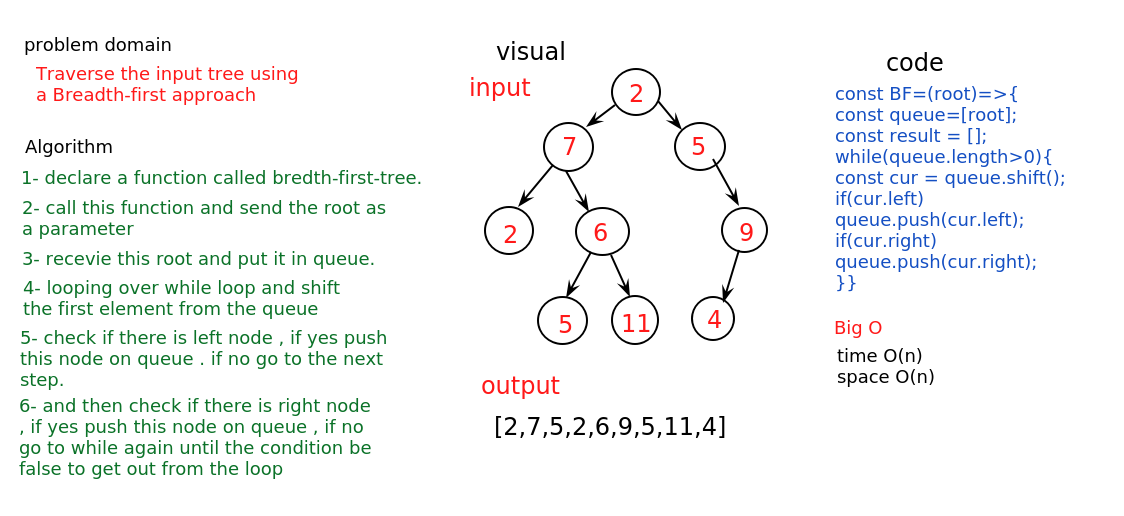 problem domain
Traverse the input tree using
a Breadth-first approach
Algorithm
1- declare a function called bredth-first-tree.
2- call this function and send the root as
a parameter
3- recevie this root and put it in queue.
4- looping over while loop and shift
the first element from the queue
5- check if there is left node , if yes push
this node on queue . if no go to the next
step.
6- and then check if there is right node
, if yes push this node on queue , if no
go to while again until the condition be
false to get out from the loop
visual
input
2
7
5
2
6
9
5
11
4
output
[2,7,5,2,6,9,5,11,4]
code
const BF=(root)=>{
const queue=[root];
const result = [];
while(queue.length>0){
const cur = queue.shift();
if(cur.left)
queue.push(cur.left);
if(cur.right)
queue.push(cur.right);
}}
Big O
time O(n)
space O(n)